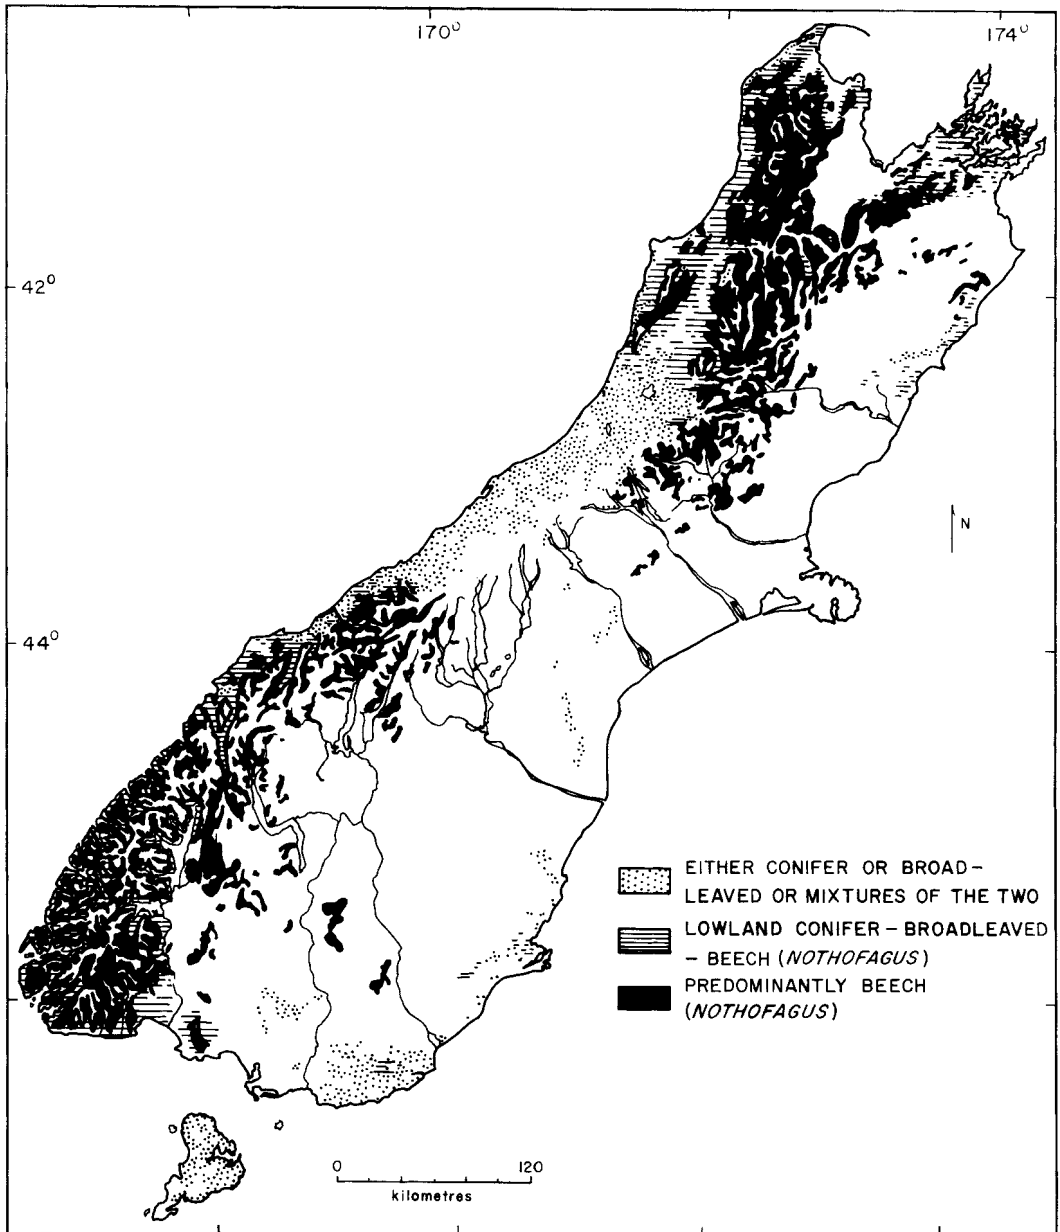 170°
174°
42°
N
44°
EITHER CONIFER OR BROAD-
LEAVED OR MIXTURES OF THE TWO
LOWLAND CONIFER-BROADLEAVED
- BEECH (NOTHOFAGUS)
PREDOMINANTLY BEECH
(NOTHOFAGUS)
0 120
kilometres